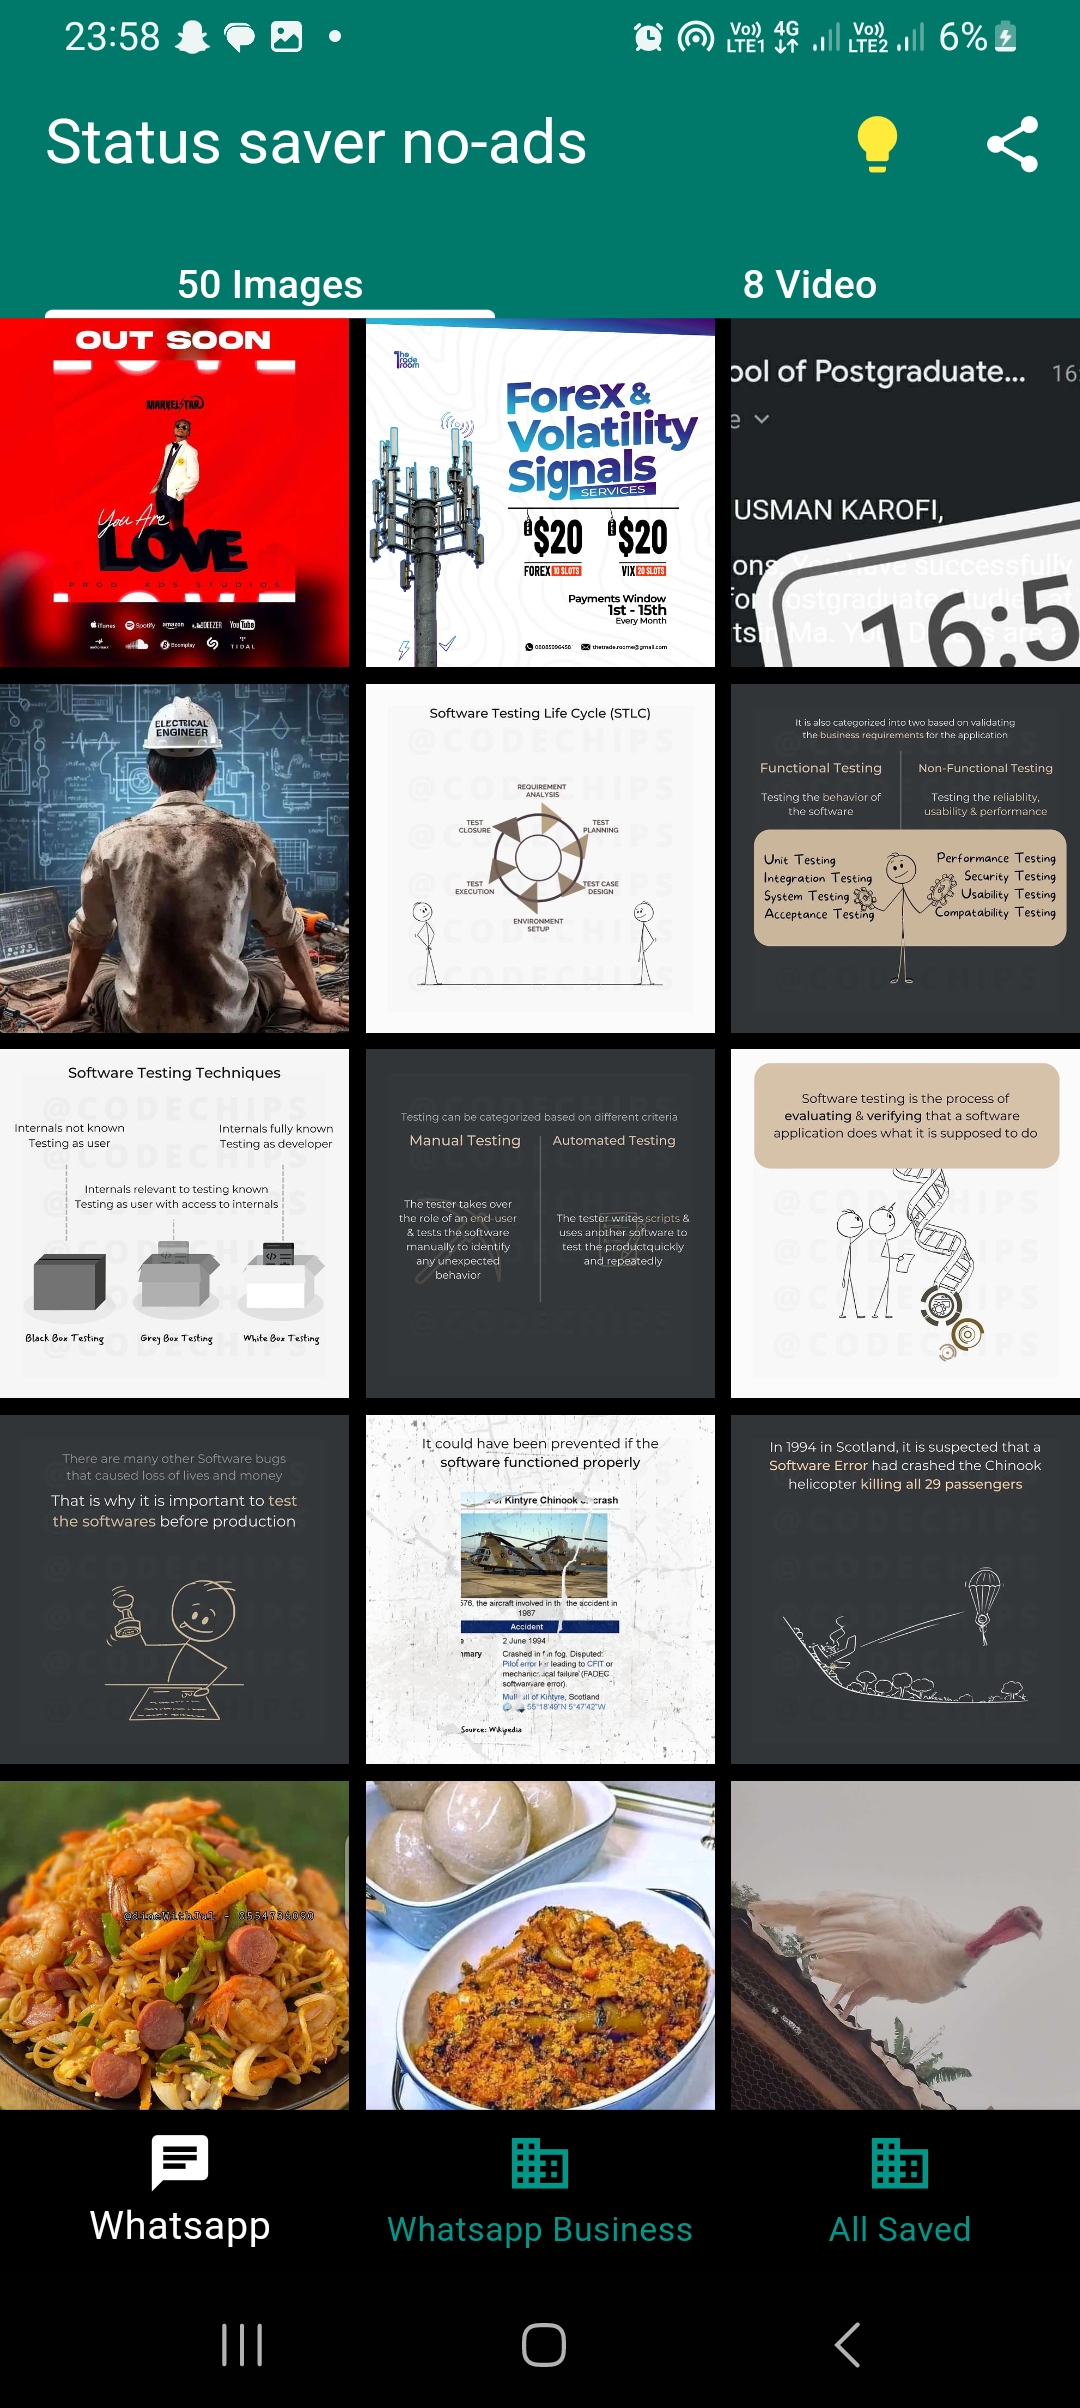 23:58
Vo)) LTE1 4G Vo)) LTE2 6%
Status saver no-ads
50 Images
8 Video
OUT SOON
MARVELSTAR
You Are
LOVE
PROD KDS STUDIOS
iTunes Spotify amazon DEEZER YouTube
Boomplay TIDAL
The
Trade
room
Forex &
Volatility
Signals
SERVICES
$20 $20
FOREX 10 SLOTS VIX 20 SLOTS
Payments Window
1st - 15th
Every Month
08085096458 thetrade.roome@gmail.com
ool of Postgraduate... 16:
e
USMAN KAROFI,
ons. You have successfully
for Postgraduate Studies at
16:5
ELECTRICAL
ENGINEER
Software Testing Life Cycle (STLC)
REQUIREMENT
ANALYSIS
TEST
PLANNING
TEST CASE
DESIGN
ENVIRONMENT
SETUP
TEST
EXECUTION
TEST
CLOSURE
@CODECHIPS
It is also categorized into two based on validating
the business requirements for the application
Functional Testing
Testing the behavior of
the software
Non-Functional Testing
Testing the reliablity,
usability & performance
Unit Testing
Integration Testing
System Testing
Acceptance Testing
Performance Testing
Security Testing
Usability Testing
Compatability Testing
Software Testing Techniques
@CODECHIPS
Internals not known
Testing as user
Internals fully known
Testing as developer
Internals relevant to testing known
Testing as user with access to internals
Black Box Testing
Grey Box Testing
White Box Testing
Testing can be categorized based on different criteria
Manual Testing
The tester takes over
the role of an end-user
& tests the software
manually to identify
any unexpected
behavior
Automated Testing
The tester writes scripts &
uses another software to
test the productquickly
and repeatedly
Software testing is the process of
evaluating & verifying that a software
application does what it is supposed to do
@CODECHIPS
There are many other Software bugs
that caused loss of lives and money
That is why it is important to test
the softwares before production
It could have been prevented if the
software functioned properly
of Kintyre Chinook crash
576, the aircraft involved in th the accident in
1987
Accident
2 June 1994
mmary
Crashed in fog. Disputed:
Pilot error leading to CFIT or
mechanical failure (FADEC
software error).
Mull of Kintyre, Scotland
55°18′49″N 5°47′42″W
Source: Wikipedia
In 1994 in Scotland, it is suspected that a
Software Error had crashed the Chinook
helicopter killing all 29 passengers
Whatsapp
Whatsapp Business
All Saved